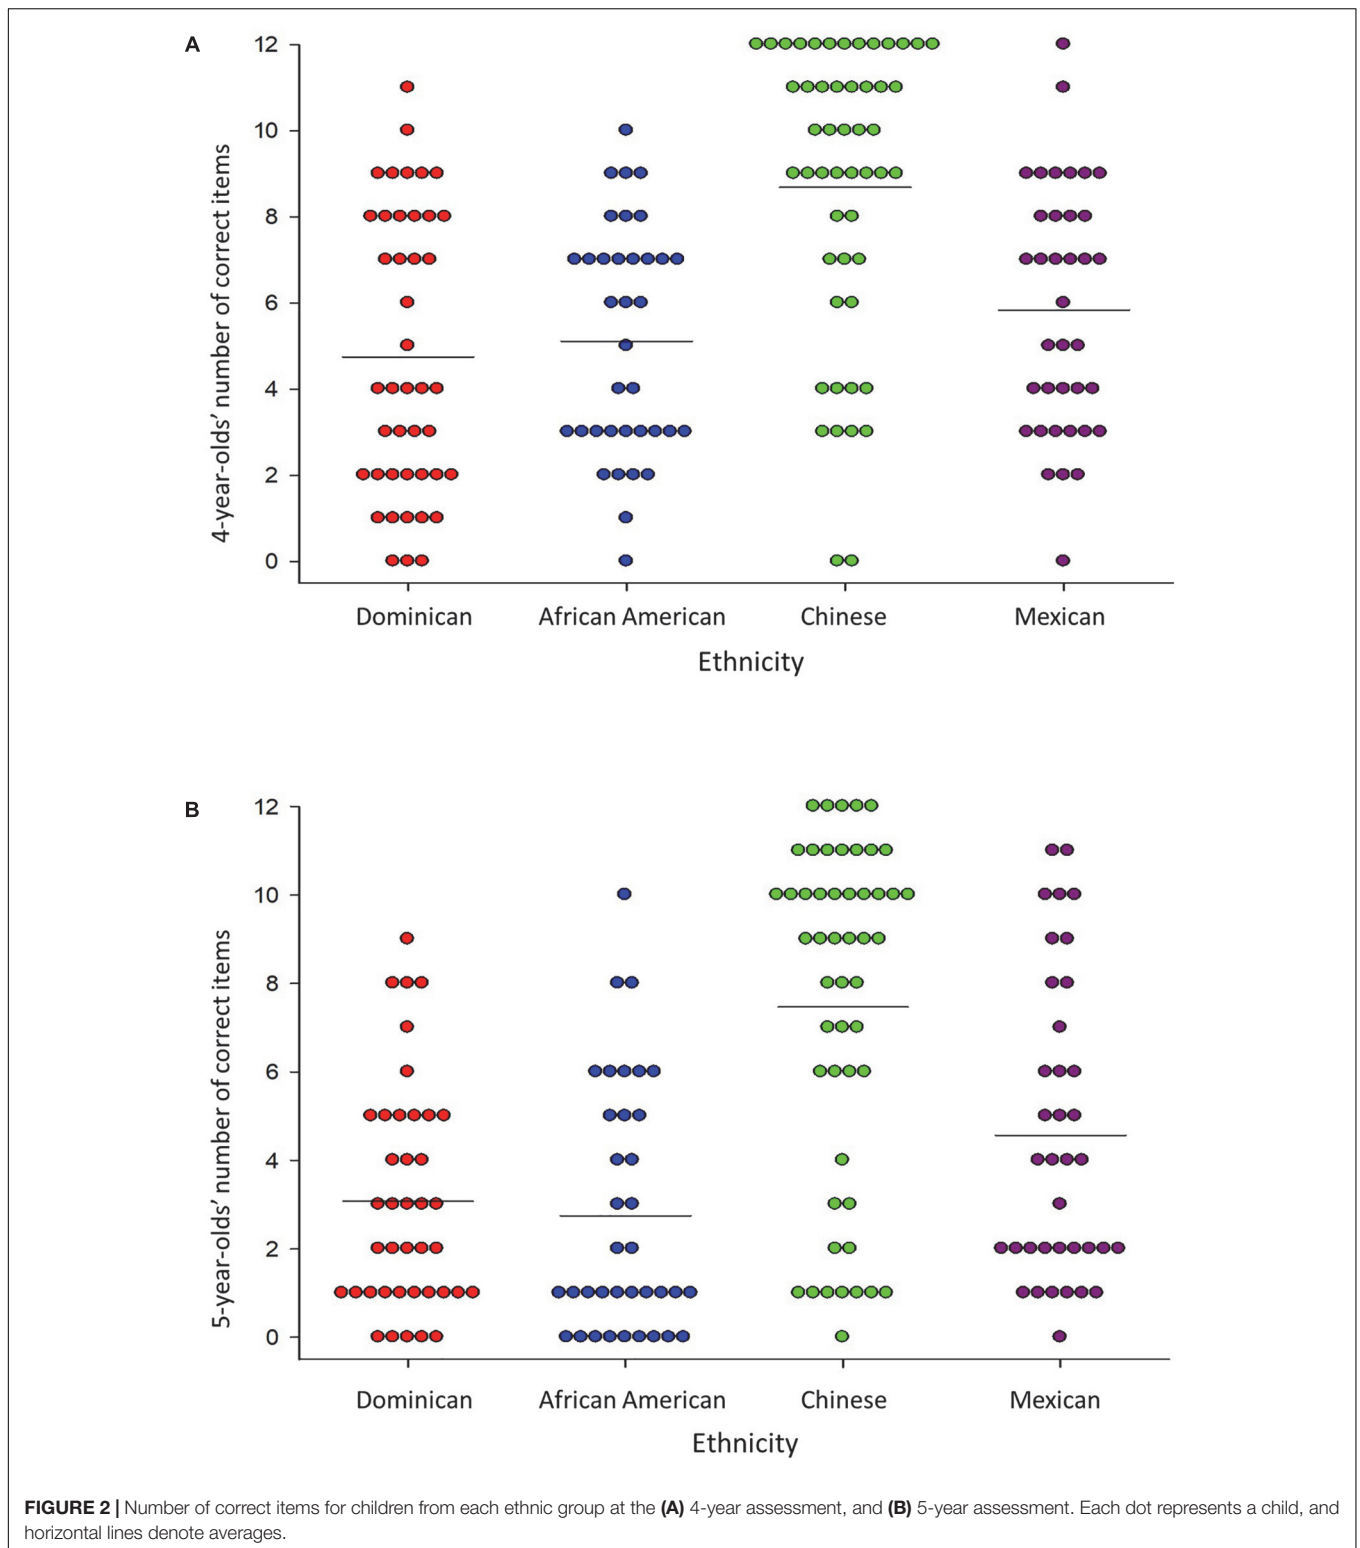 A
12
10
8
6
4
2
0
4-year-olds’ number of correct items
Dominican African American Chinese Mexican
Ethnicity
B
12
10
8
6
4
2
0
5-year-olds’ number of correct items
Dominican African American Chinese Mexican
Ethnicity
FIGURE 2 | Number of correct items for children from each ethnic group at the (A) 4-year assessment, and (B) 5-year assessment. Each dot represents a child, and
horizontal lines denote averages.